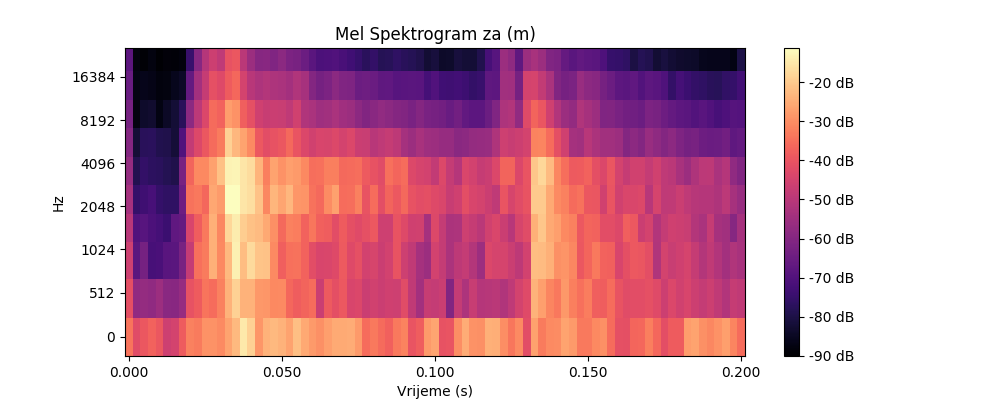 Mel Spektrogram za (m)
Hz
16384
8192
4096
2048
1024
512
0
0.000 0.050 0.100 0.150 0.200
Vrijeme (s)
-20 dB
-30 dB
-40 dB
-50 dB
-60 dB
-70 dB
-80 dB
-90 dB